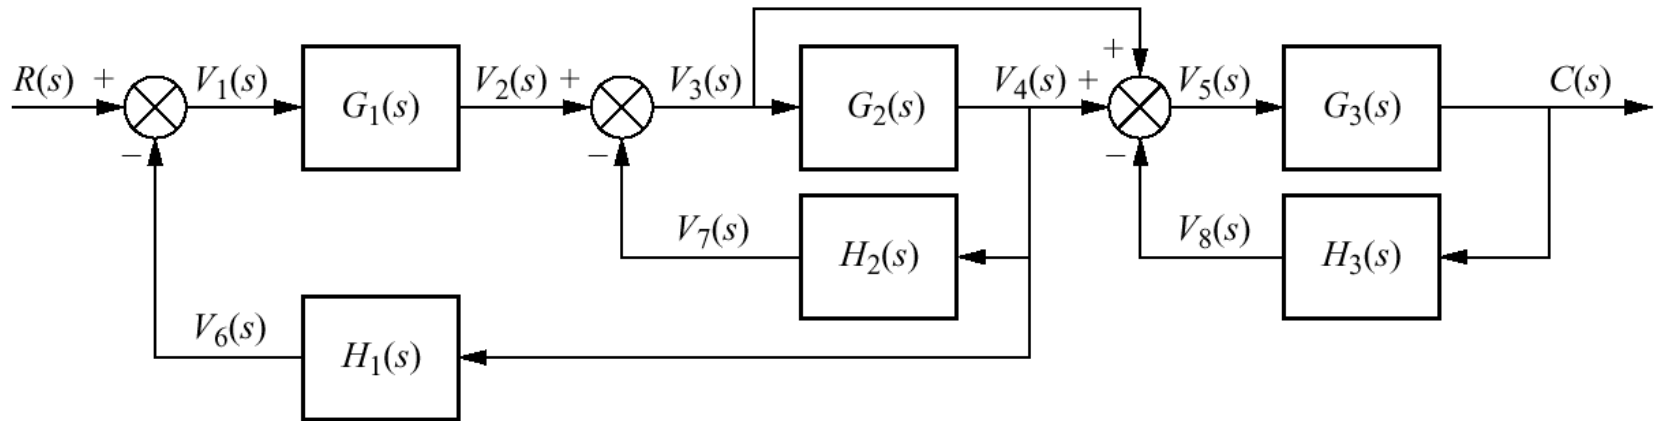 +
R(s) + V₁(s) G₁(s) V₂(s) + V₃(s) G₂(s) V₄(s) + V₅(s) G₃(s) C(s)
− − −
V₇(s) H₂(s) V₈(s) H₃(s)
V₆(s) H₁(s)